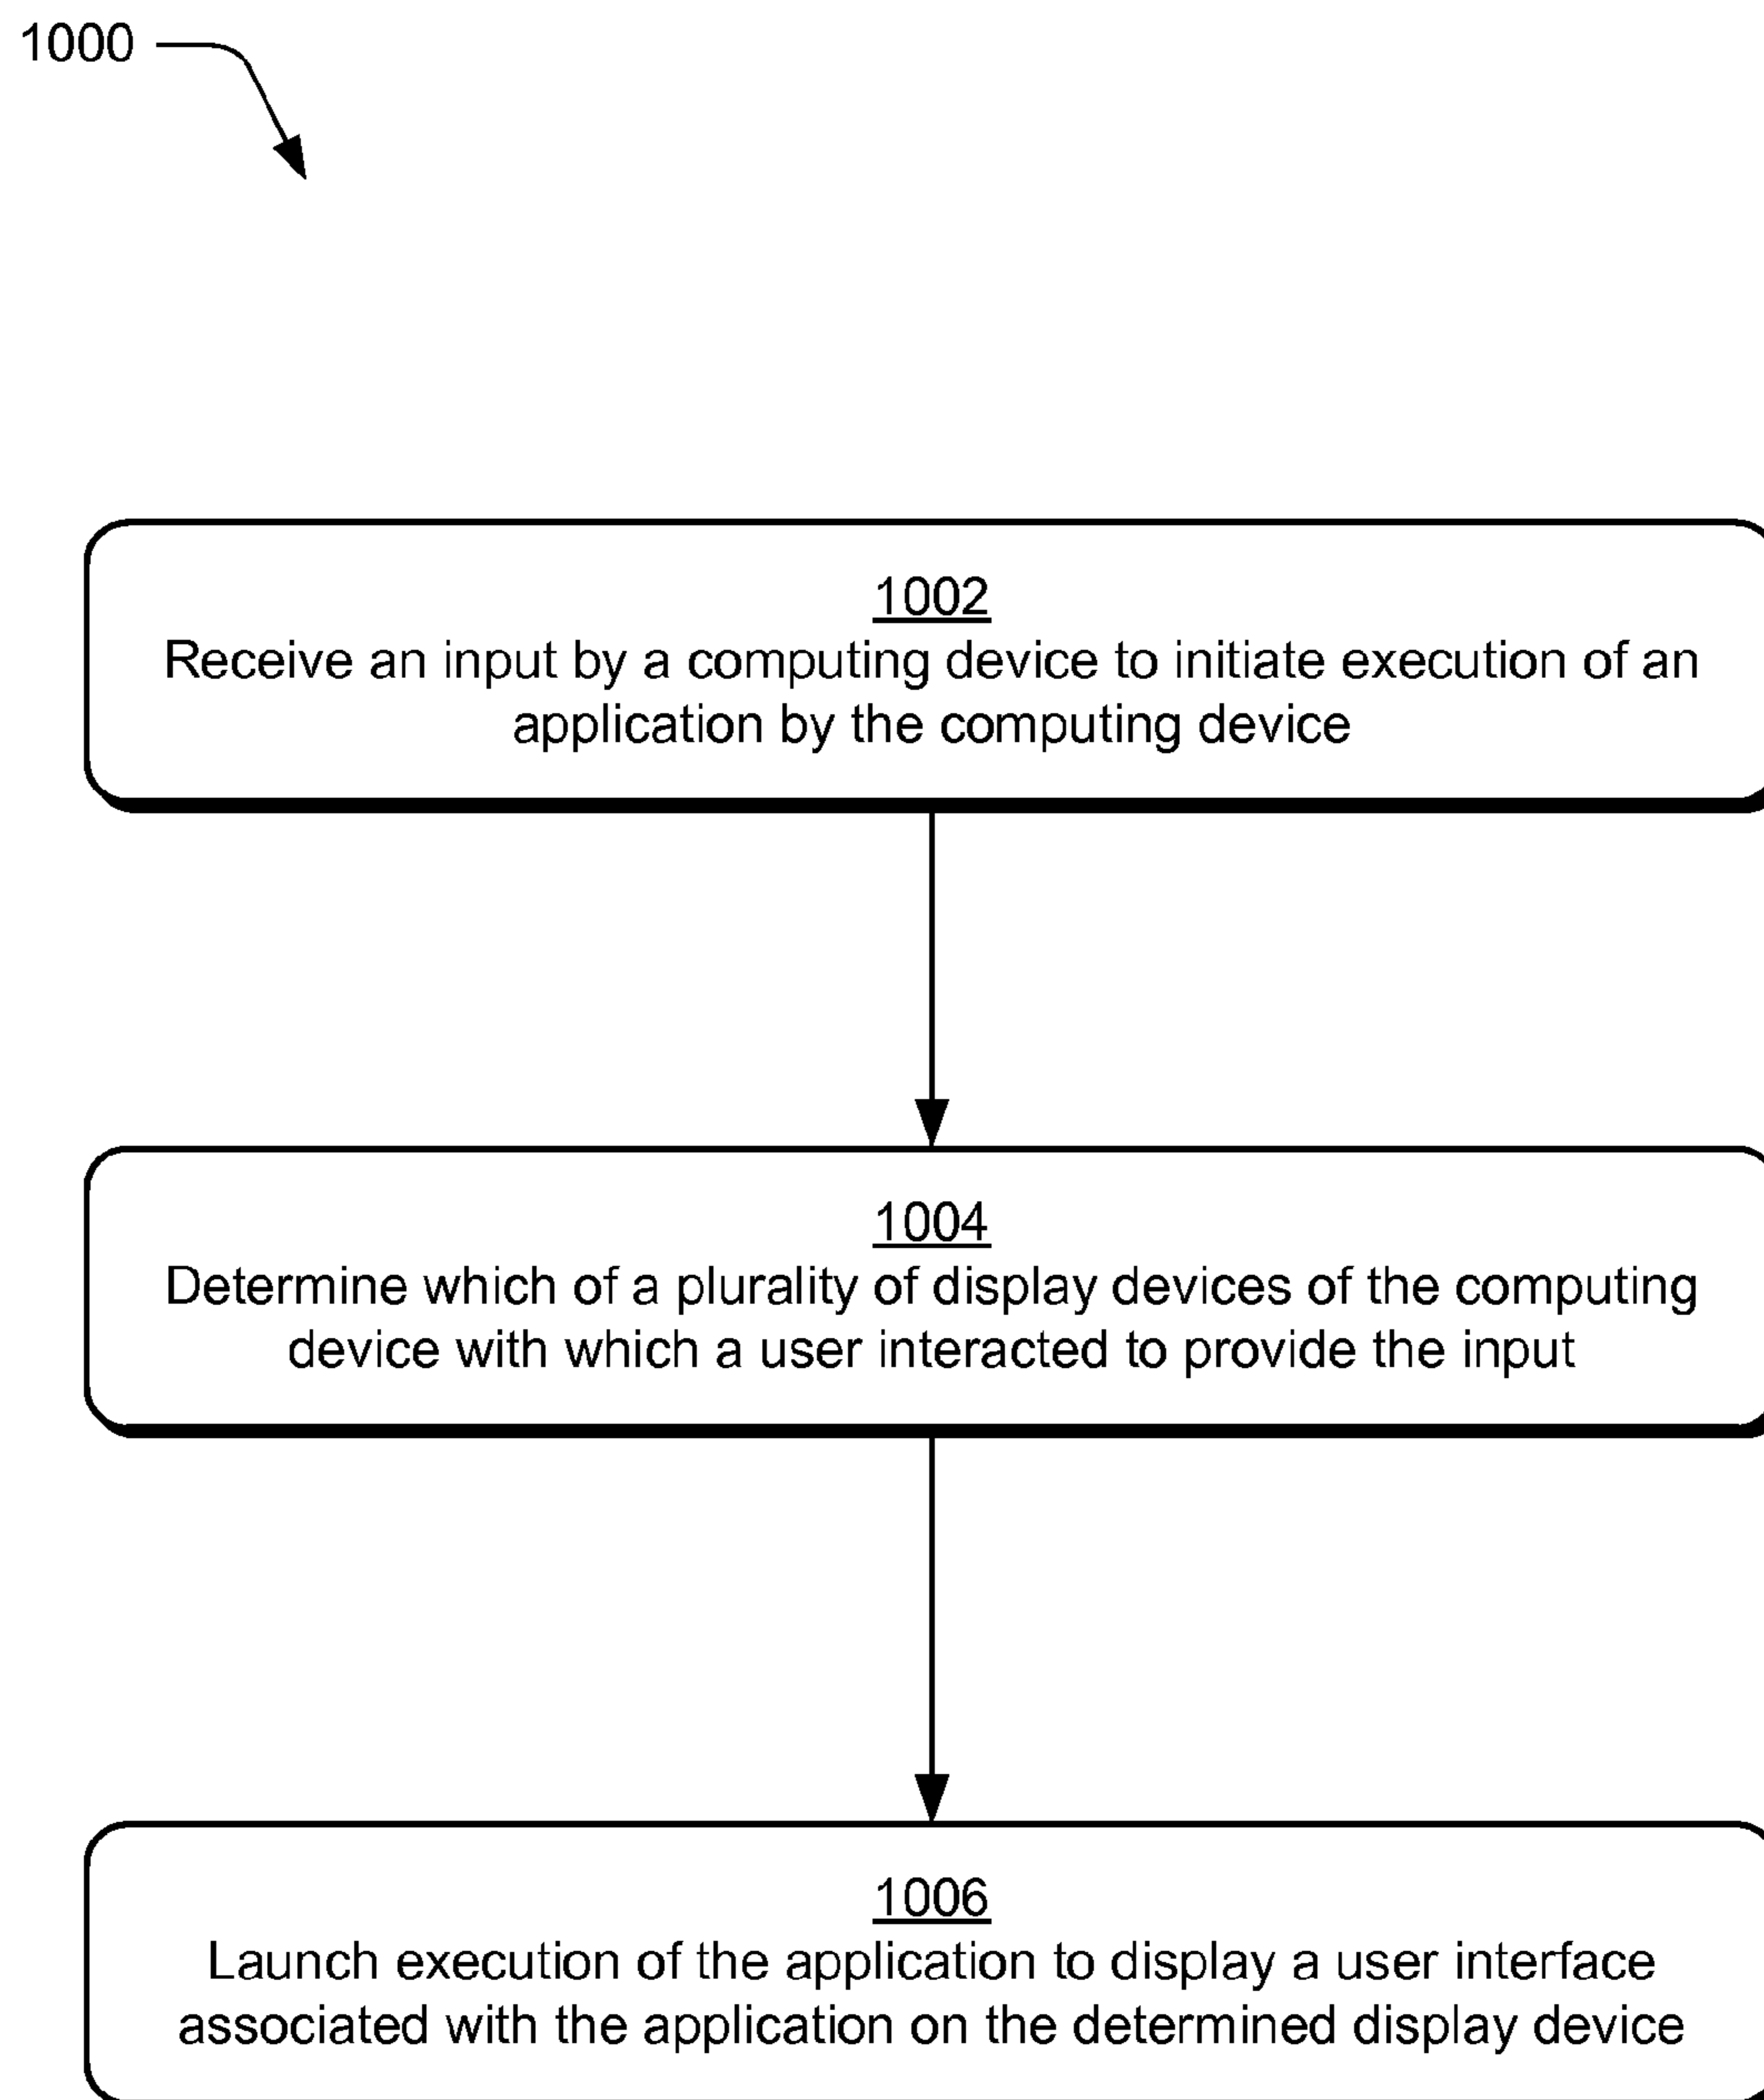 1000
1002
Receive an input by a computing device to initiate execution of an
application by the computing device
1004
Determine which of a plurality of display devices of the computing
device with which a user interacted to provide the input
1006
Launch execution of the application to display a user interface
associated with the application on the determined display device